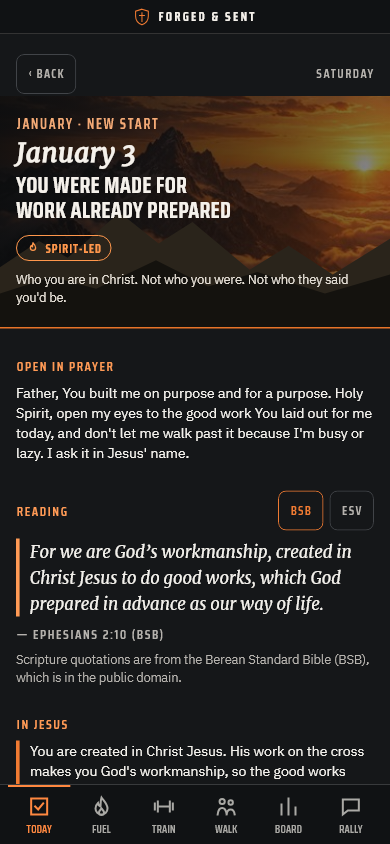 FORGED & SENT
‹ BACK
SATURDAY
JANUARY · NEW START
January 3
YOU WERE MADE FOR
WORK ALREADY PREPARED
SPIRIT-LED
Who you are in Christ. Not who you were. Not who they said
you'd be.
OPEN IN PRAYER
Father, You built me on purpose and for a purpose. Holy
Spirit, open my eyes to the good work You laid out for me
today, and don't let me walk past it because I'm busy or
lazy. I ask it in Jesus' name.
READING
BSB
ESV
For we are God’s workmanship, created in
Christ Jesus to do good works, which God
prepared in advance as our way of life.
— EPHESIANS 2:10 (BSB)
Scripture quotations are from the Berean Standard Bible (BSB),
which is in the public domain.
IN JESUS
You are created in Christ Jesus. His work on the cross
makes you God's workmanship, so the good works
TODAY
FUEL
TRAIN
WALK
BOARD
RALLY